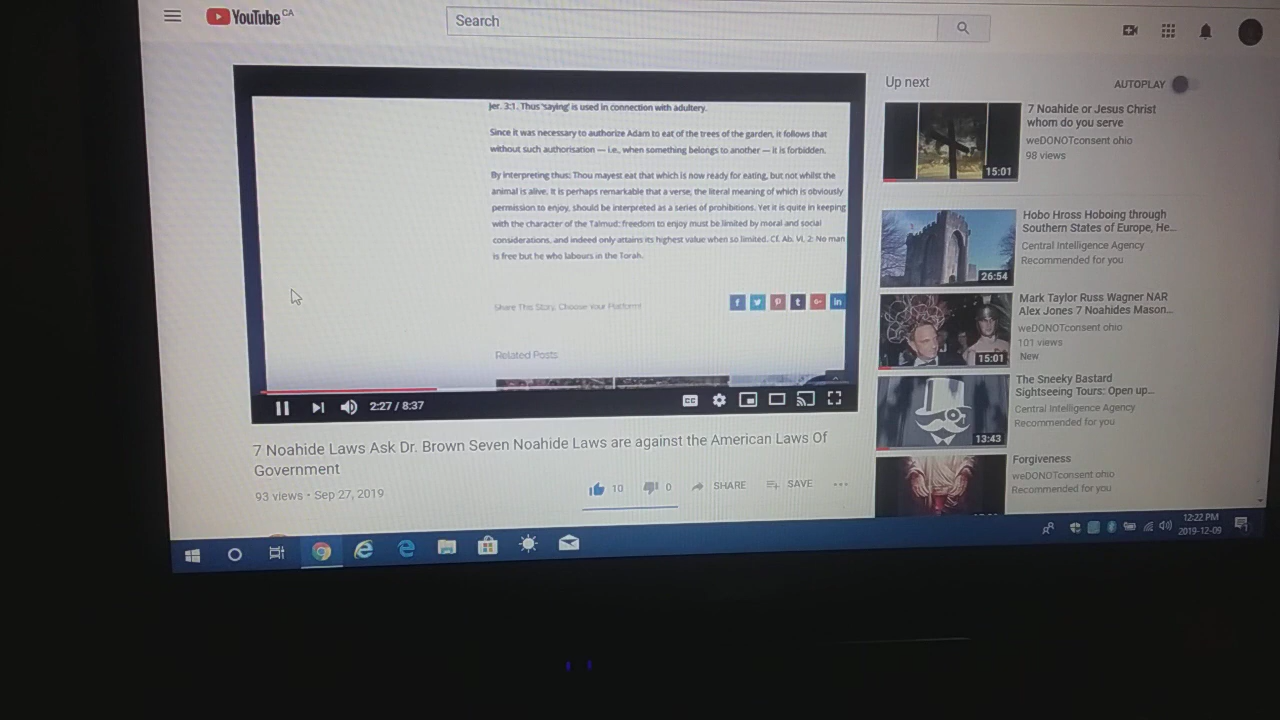 YouTube CA
Search
Jer. 3:1. Thus 'saying' is used in connection with adultery.
Since it was necessary to authorize Adam to eat of the trees of the garden, it follows that
without such authorisation — i.e., when something belongs to another — it is forbidden.
By interpreting thus: Thou mayest eat that which is now ready for eating, but not whilst the
animal is alive. It is perhaps remarkable that a verse, the literal meaning of which is obviously
permission to enjoy, should be interpreted as a series of prohibitions. Yet it is quite in keeping
with the character of the Talmud: freedom to enjoy must be limited by moral and social
considerations, and indeed only attains its highest value when so limited. Cf. Ab. VI, 2: No man
is free but he who labours in the Torah.
Share This Story, Choose Your Platform!
f t G+ in
Related Posts
2:27 / 8:37
CC
7 Noahide Laws Ask Dr. Brown Seven Noahide Laws are against the American Laws Of
Government
93 views • Sep 27, 2019
10 0 SHARE SAVE
Up next
AUTOPLAY
7 Noahide or Jesus Christ
whom do you serve
weDONOTconsent ohio
98 views
15:01
Hobo Hross Hoboing through
Southern States of Europe, He...
Central Intelligence Agency
Recommended for you
26:54
Mark Taylor Russ Wagner NAR
Alex Jones 7 Noahides Mason...
weDONOTconsent ohio
101 views
New
15:01
The Sneeky Bastard
Sightseeing Tours: Open up...
Central Intelligence Agency
Recommended for you
13:43
Forgiveness
weDONOTconsent ohio
Recommended for you
12:22 PM
2019-12-09